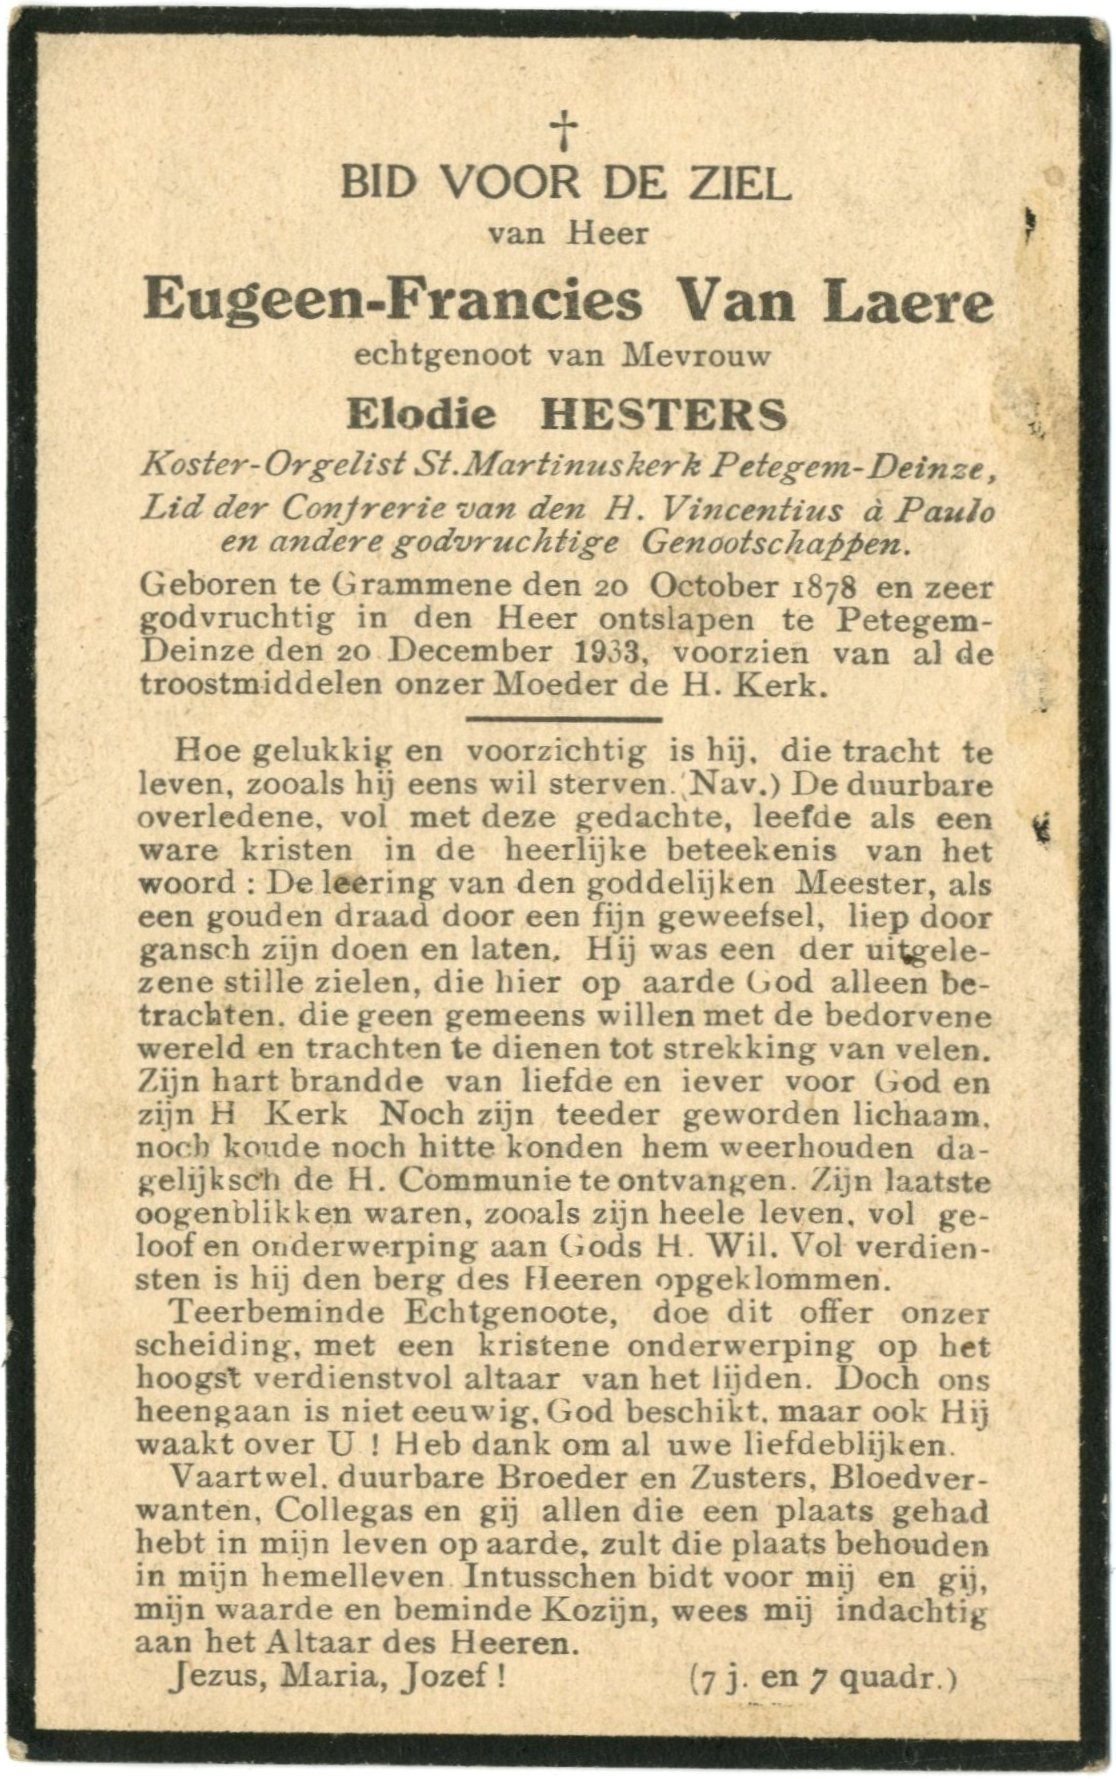 BID VOOR DE ZIEL
van Heer
Eugeen-Francies Van Laere
echtgenoot van Mevrouw
Elodie HESTERS
Koster-Orgelist St. Martinuskerk Petegem-Deinze,
Lid der Confrerie van den H. Vincentius à Paulo
en andere godvruchtige Genootschappen.
Geboren te Grammene den 20 October 1878 en zeer
godvruchtig in den Heer ontslapen te Petegem-
Deinze den 20 December 1933, voorzien van al de
troostmiddelen onzer Moeder de H. Kerk.
Hoe gelukkig en voorzichtig is hij, die tracht te
leven, zooals hij eens wil sterven. (Nav.) De duurbare
overledene, vol met deze gedachte, leefde als een
ware kristen in de heerlijke beteekenis van het
woord : De leering van den goddelijken Meester, als
een gouden draad door een fijn geweefsel, liep door
gansch zijn doen en laten. Hij was een der uitgele-
zene stille zielen, die hier op aarde God alleen be-
trachten, die geen gemeens willen met de bedorvene
wereld en trachten te dienen tot strekking van velen.
Zijn hart brandde van liefde en iever voor God en
zijn H Kerk Noch zijn teeder geworden lichaam,
noch koude noch hitte konden hem weerhouden da-
gelijksch de H. Communie te ontvangen. Zijn laatste
oogenblikken waren, zooals zijn heele leven, vol ge-
loof en onderwerping aan Gods H. Wil. Vol verdien-
sten is hij den berg des Heeren opgeklommen.
Teerbeminde Echtgenoote, doe dit offer onzer
scheiding, met een kristene onderwerping op het
hoogst verdienstvol altaar van het lijden. Doch ons
heengaan is niet eeuwig, God beschikt, maar ook Hij
waakt over U ! Heb dank om al uwe liefdeblijken.
Vaartwel, duurbare Broeder en Zusters, Bloedver-
wanten, Collegas en gij allen die een plaats gehad
hebt in mijn leven op aarde, zult die plaats behouden
in mijn hemelleven. Intusschen bidt voor mij en gij,
mijn waarde en beminde Kozijn, wees mij indachtig
aan het Altaar des Heeren.
Jezus, Maria, Jozef ! (7 j. en 7 quadr.)